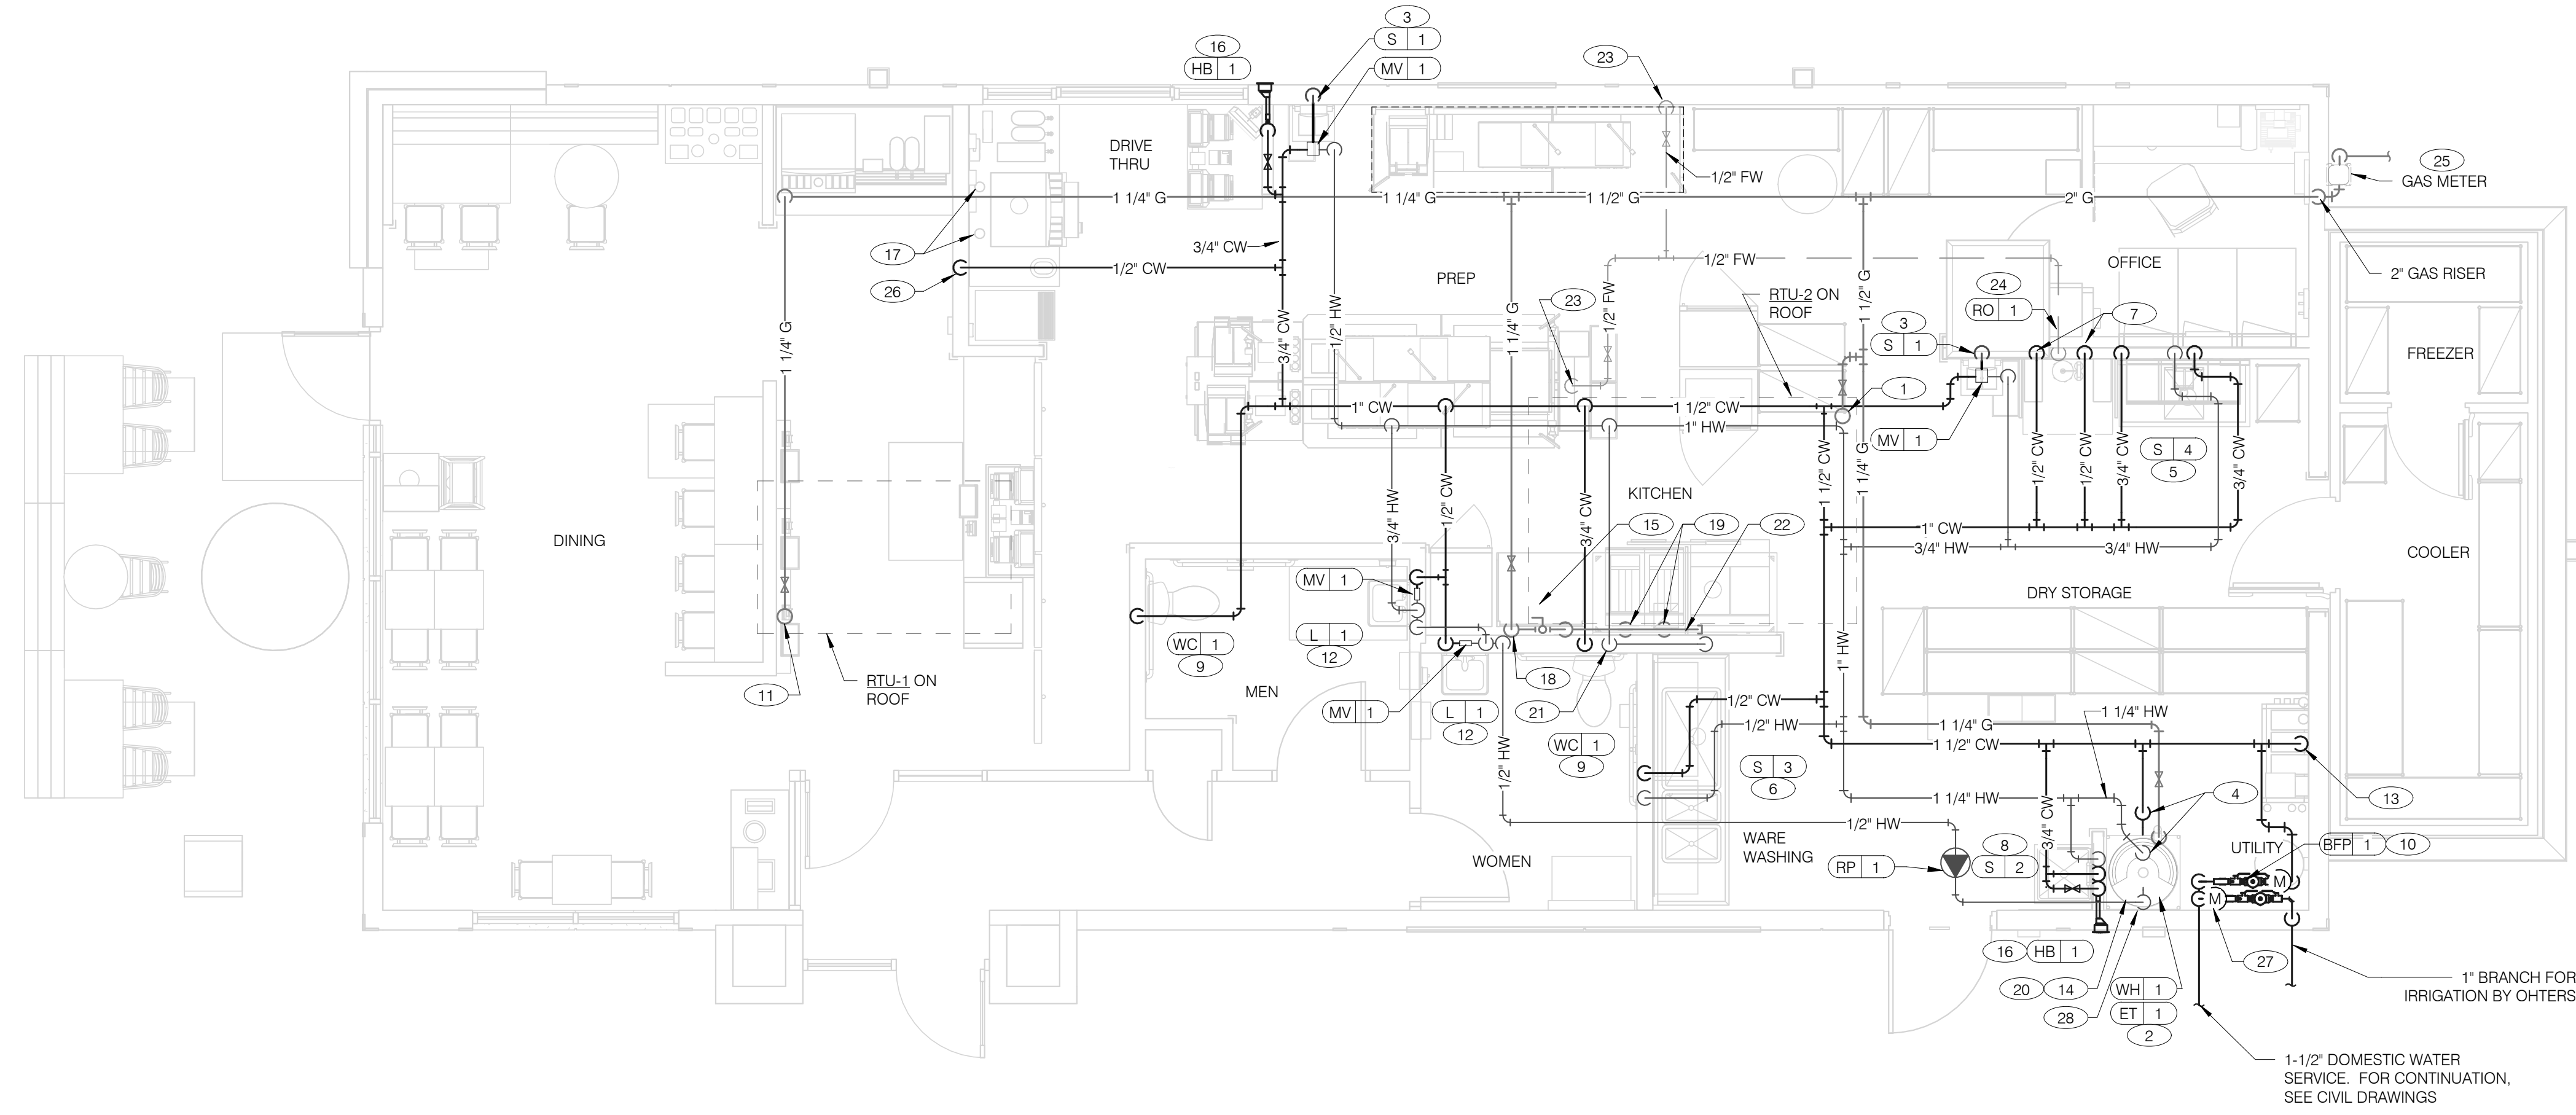 3
S 1
MV 1
16
HB 1
23
DRIVE
THRU
1/2" FW
25
GAS METER
1 1/4" G
1 1/4" G
1 1/2" G
2" G
17
3/4" CW
1/2" CW
26
PREP
1/2" FW
OFFICE
2" GAS RISER
24
RO 1
7
RTU-2 ON
ROOF
23
1/2" FW
1 1/2" G
3
S 1
1 1/4" G
3/4" CW
1/2" HW
1 1/4" G
FREEZER
1
1" CW
1 1/2" CW
1" HW
MV 1
S 4
5
1 1/2" CW
1 1/4" G
1/2" CW
1/2" CW
3/4" CW
3/4" CW
3/4" HW
1/2" CW
3/4" CW
KITCHEN
15
19
22
1" CW
3/4" HW
3/4" HW
DINING
COOLER
MV 1
DRY STORAGE
L 1
12
WC 1
9
1" HW
RTU-1 ON
ROOF
11
MEN
18
MV 1
L 1
12
21
1/2" CW
1/2" HW
1 1/4" HW
1 1/4" G
1 1/2" CW
WC 1
9
1/2" HW
S 3
6
1 1/4" HW
4
13
1/2" HW
3/4" CW
WARE
WASHING
WOMEN
RP 1
8
S 2
UTILITY
BFP 1
10
M
M
16
HB 1
27
20
14
WH 1
ET 1
2
28
1" BRANCH FOR
IRRIGATION BY OHTERS
1-1/2" DOMESTIC WATER
SERVICE. FOR CONTINUATION,
SEE CIVIL DRAWINGS